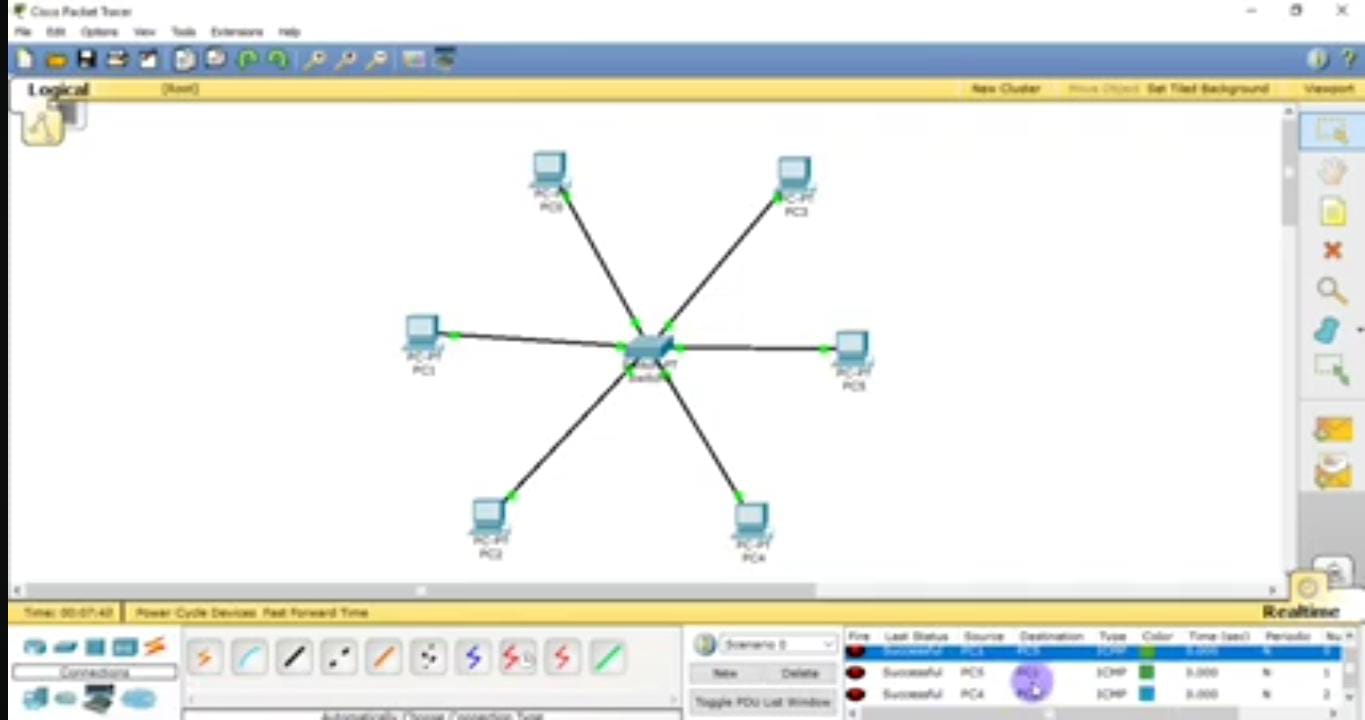 Cisco Packet Tracer
File Edit Options View Tools Extensions Help
Logical [Root] New Cluster Move Object Set Tiled Background Viewport
PC-PT
PC-PT
PC3
PC-PT
PC1
PC-PT
PC5
PC-PT
PC2
PC-PT
PC4
Time: 00:07:43 Power Cycle Devices Fast Forward Time
Realtime
Connections
Automatically Choose Connection Type
Scenario 0
New Delete
Toggle PDU List Window
Fire Last Status Source Destination Type Color Time (sec) Periodic Nu
Successful PC1 PC5 ICMP 0.000 N 0
Successful PC5 ICMP 0.000 N 1
Successful PC4 ICMP 0.000 N 2